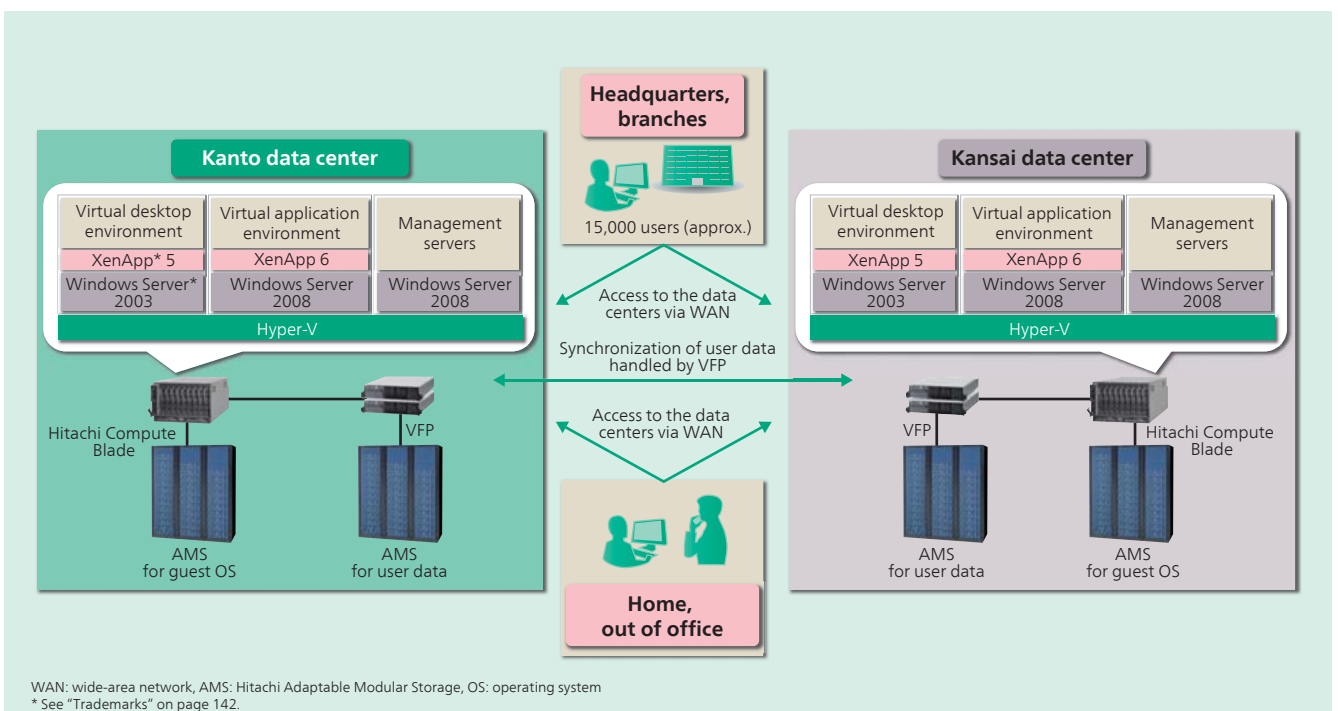 Headquarters,
branches
15,000 users (approx.)
Kanto data center
Virtual desktop
environment
XenApp* 5
Windows Server*
2003
Virtual application
environment
XenApp 6
Windows Server
2008
Management
servers
Windows Server
2008
Hyper-V
Hitachi Compute
Blade
VFP
AMS
for guest OS
AMS
for user data
Access to the data
centers via WAN
Synchronization of user data
handled by VFP
Access to the data
centers via WAN
Home,
out of office
Kansai data center
Virtual desktop
environment
XenApp 5
Windows Server
2003
Virtual application
environment
XenApp 6
Windows Server
2008
Management
servers
Windows Server
2008
Hyper-V
VFP
Hitachi Compute
Blade
AMS
for user data
AMS
for guest OS
WAN: wide-area network, AMS: Hitachi Adaptable Modular Storage, OS: operating system
* See “Trademarks” on page 142.